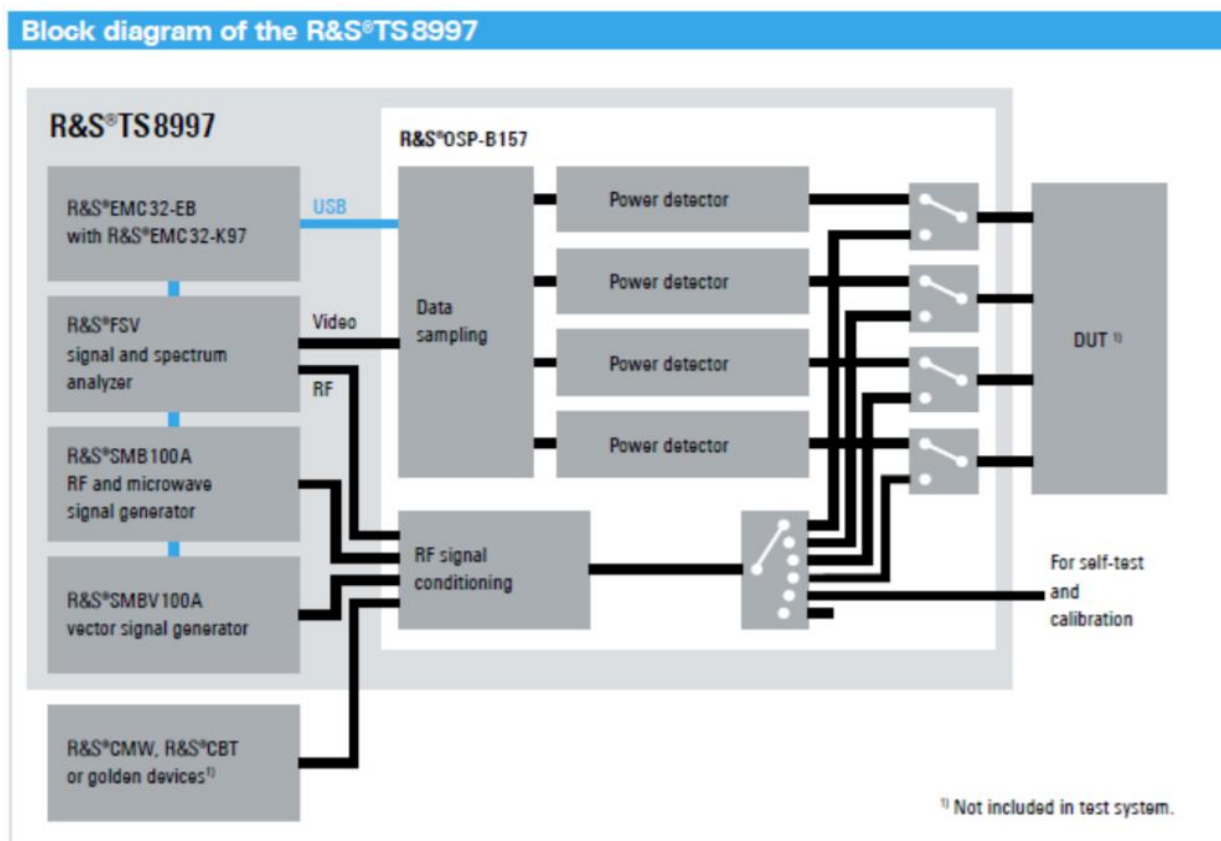 Block diagram of the R&S®TS8997
R&S®TS8997
R&S®OSP-B157
R&S®EMC32-EB
with R&S®EMC32-K97
USB
Power detector
R&S®FSV
signal and spectrum
analyzer
Video
RF
Data
sampling
Power detector
DUT 1)
Power detector
R&S®SMB100A
RF and microwave
signal generator
Power detector
R&S®SMBV100A
vector signal generator
RF signal
conditioning
For self-test
and
calibration
R&S®CMW, R&S®CBT
or golden devices1)
1) Not included in test system.